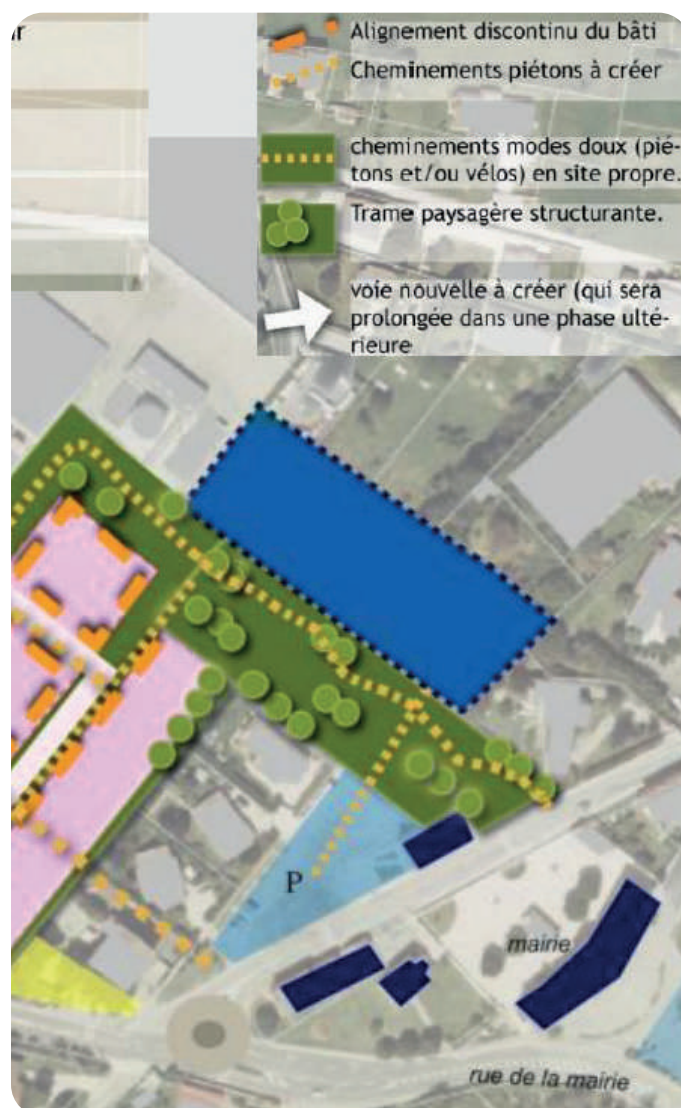 Alignement discontinu du bâti
Cheminements piétons à créer
cheminements modes doux (pié-
tons et/ou vélos) en site propre.
Trame paysagère structurante.
voie nouvelle à créer (qui sera
prolongée dans une phase ulté-
rieure
P
mairie
rue de la mairie